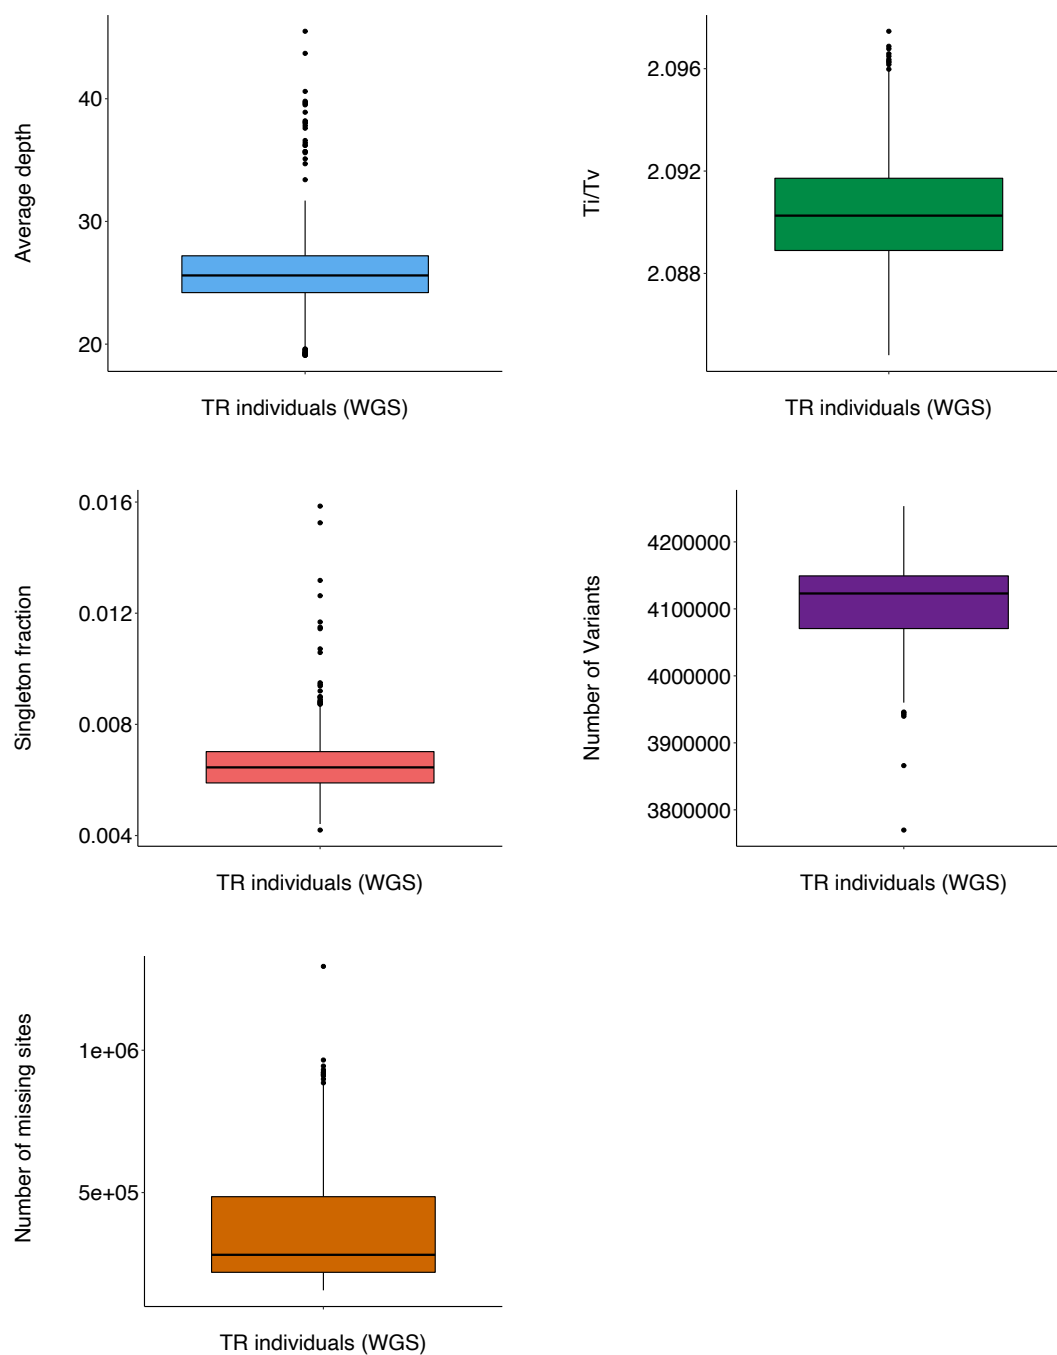 Average depth
40
30
20
TR individuals (WGS)
Ti/Tv
2.096
2.092
2.088
TR individuals (WGS)
Singleton fraction
0.016
0.012
0.008
0.004
TR individuals (WGS)
Number of Variants
4200000
4100000
4000000
3900000
3800000
TR individuals (WGS)
Number of missing sites
1e+06
5e+05
TR individuals (WGS)